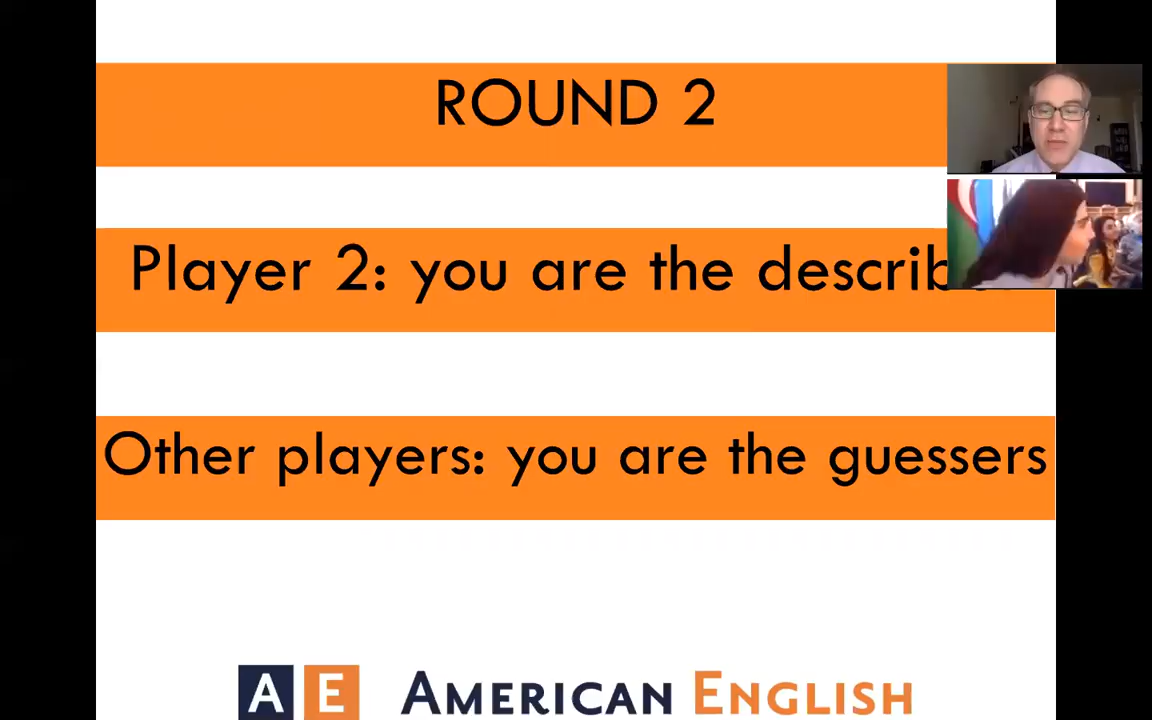 ROUND 2
Player 2: you are the
Other players: you are the guessers
AE AMERICAN ENGLISH